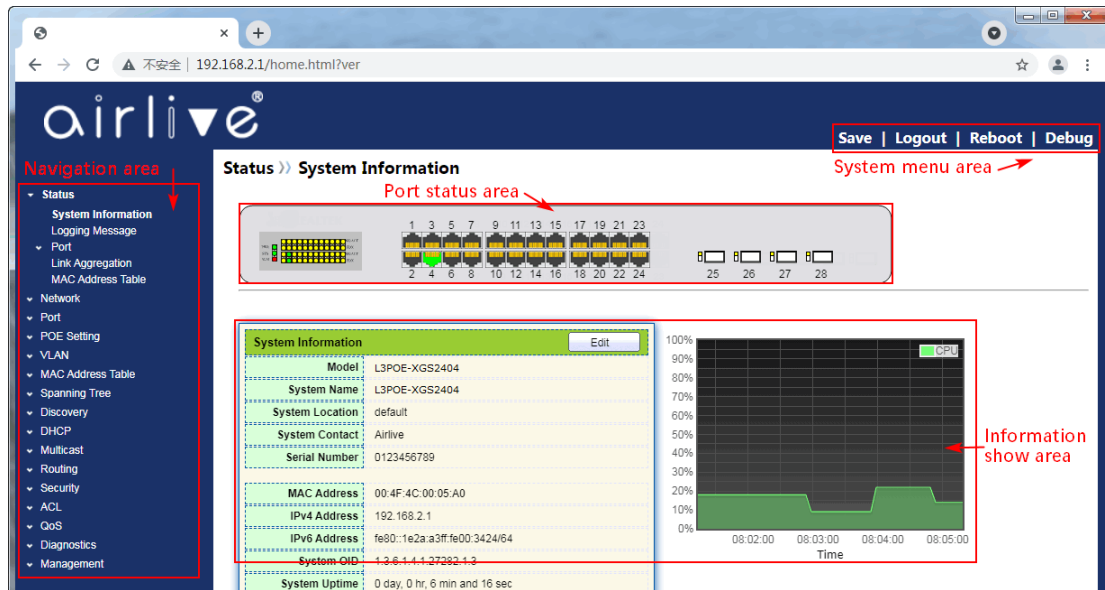 不安全 | 192.168.2.1/home.html?ver
airlive®
Save | Logout | Reboot | Debug
Navigation area
System menu area
Status 》 System Information
Port status area
Status
System Information
Logging Message
Port
Link Aggregation
MAC Address Table
Network
Port
POE Setting
VLAN
MAC Address Table
Spanning Tree
Discovery
DHCP
Multicast
Routing
Security
ACL
QoS
Diagnostics
Management
1 3 5 7 9 11 13 15 17 19 21 23
2 4 6 8 10 12 14 16 18 20 22 24 25 26 27 28
System Information Edit
Model L3POE-XGS2404
System Name L3POE-XGS2404
System Location default
System Contact Airlive
Serial Number 0123456789
MAC Address 00:4F:4C:00:05:A0
IPv4 Address 192.168.2.1
IPv6 Address fe80::1e2a:a3ff:fe00:3424/64
System OID 1.3.6.1.4.1.27282.1.3
System Uptime 0 day, 0 hr, 6 min and 16 sec
CPU
100%
90%
80%
70%
60%
50%
40%
30%
20%
10%
0%
08:02:00 08:03:00 08:04:00 08:05:00
Time
Information
show area